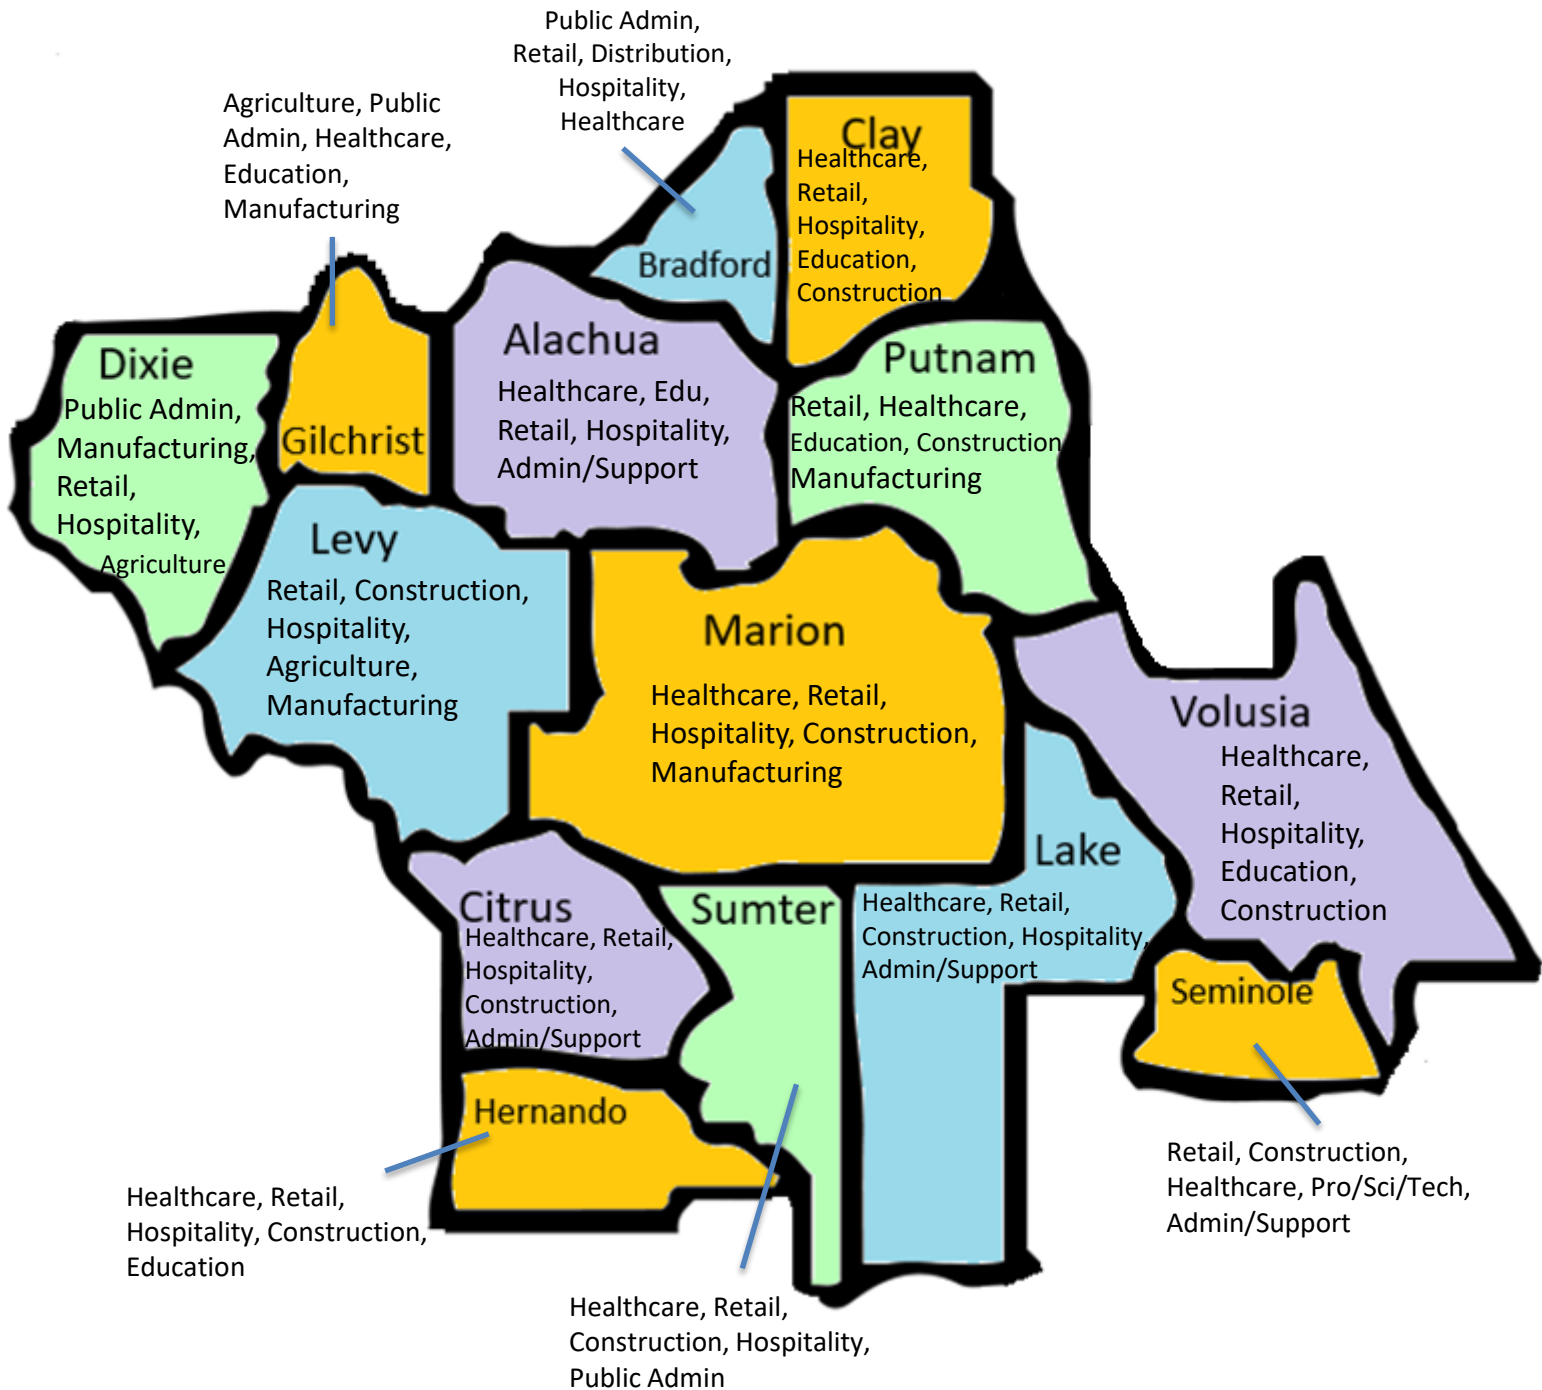 Public Admin,
Retail, Distribution,
Hospitality,
Healthcare
Agriculture, Public
Admin, Healthcare,
Education,
Manufacturing
Clay
Healthcare,
Retail,
Hospitality,
Education,
Construction
Bradford
Dixie
Public Admin,
Manufacturing,
Retail,
Hospitality,
Agriculture
Gilchrist
Alachua
Healthcare, Edu,
Retail, Hospitality,
Admin/Support
Putnam
Retail, Healthcare,
Education, Construction
Manufacturing
Levy
Retail, Construction,
Hospitality,
Agriculture,
Manufacturing
Marion
Healthcare, Retail,
Hospitality, Construction,
Manufacturing
Volusia
Healthcare,
Retail,
Hospitality,
Education,
Construction
Citrus
Healthcare, Retail,
Hospitality,
Construction,
Admin/Support
Sumter
Lake
Healthcare, Retail,
Construction, Hospitality,
Admin/Support
Seminole
Hernando
Healthcare, Retail,
Hospitality, Construction,
Education
Retail, Construction,
Healthcare, Pro/Sci/Tech,
Admin/Support
Healthcare, Retail,
Construction, Hospitality,
Public Admin